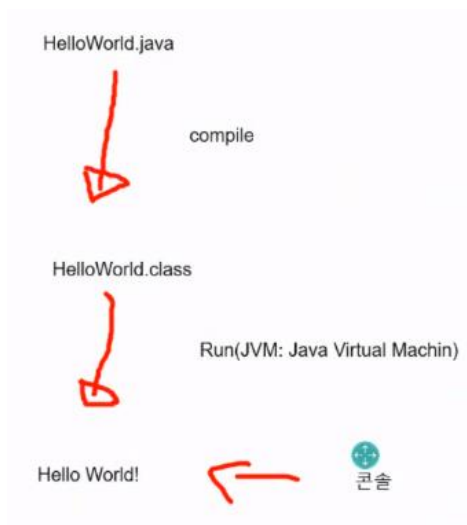 HelloWorld.java
compile
HelloWorld.class
Run(JVM: Java Virtual Machin)
Hello World!
콘솔